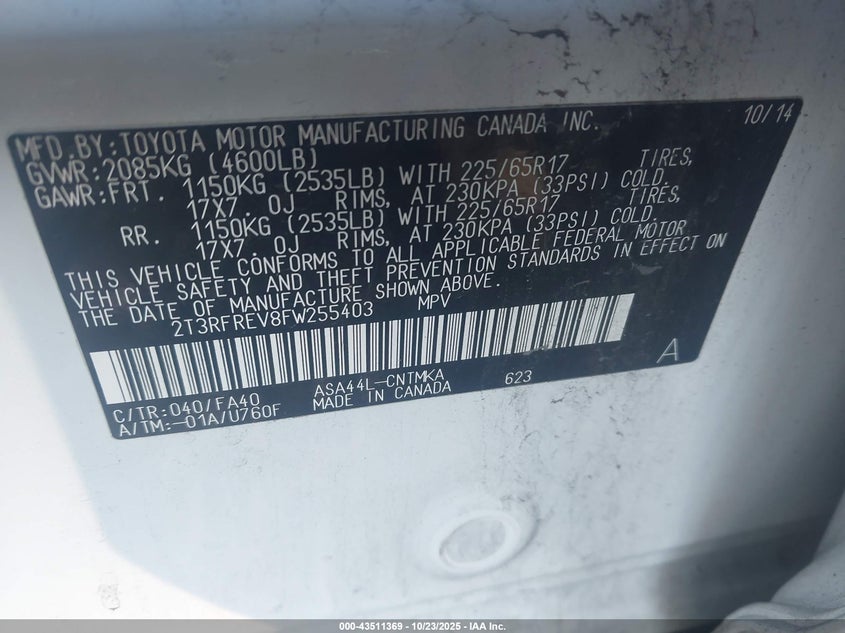 10/14
MFD.BY:TOYOTA MOTOR MANUFACTURING CANADA INC.
GVWR:2085KG (4600LB)
GAWR:FRT. 1150KG (2535LB) WITH 225/65R17 TIRES,
17X7.0J RIMS, AT 230KPA (33PSI) COLD.
RR. 1150KG (2535LB) WITH 225/65R17 TIRES,
17X7.0J RIMS, AT 230KPA (33PSI) COLD.
THIS VEHICLE CONFORMS TO ALL APPLICABLE FEDERAL MOTOR
VEHICLE SAFETY AND THEFT PREVENTION STANDARDS IN EFFECT ON
THE DATE OF MANUFACTURE SHOWN ABOVE.
2T3RFREV8FW255403 MPV
A
C/TR:040/FA40 ASA44L-CNTMKA 623
A/TM:-01A/U760F MADE IN CANADA
000-43511369 - 10/23/2025 - IAA Inc.